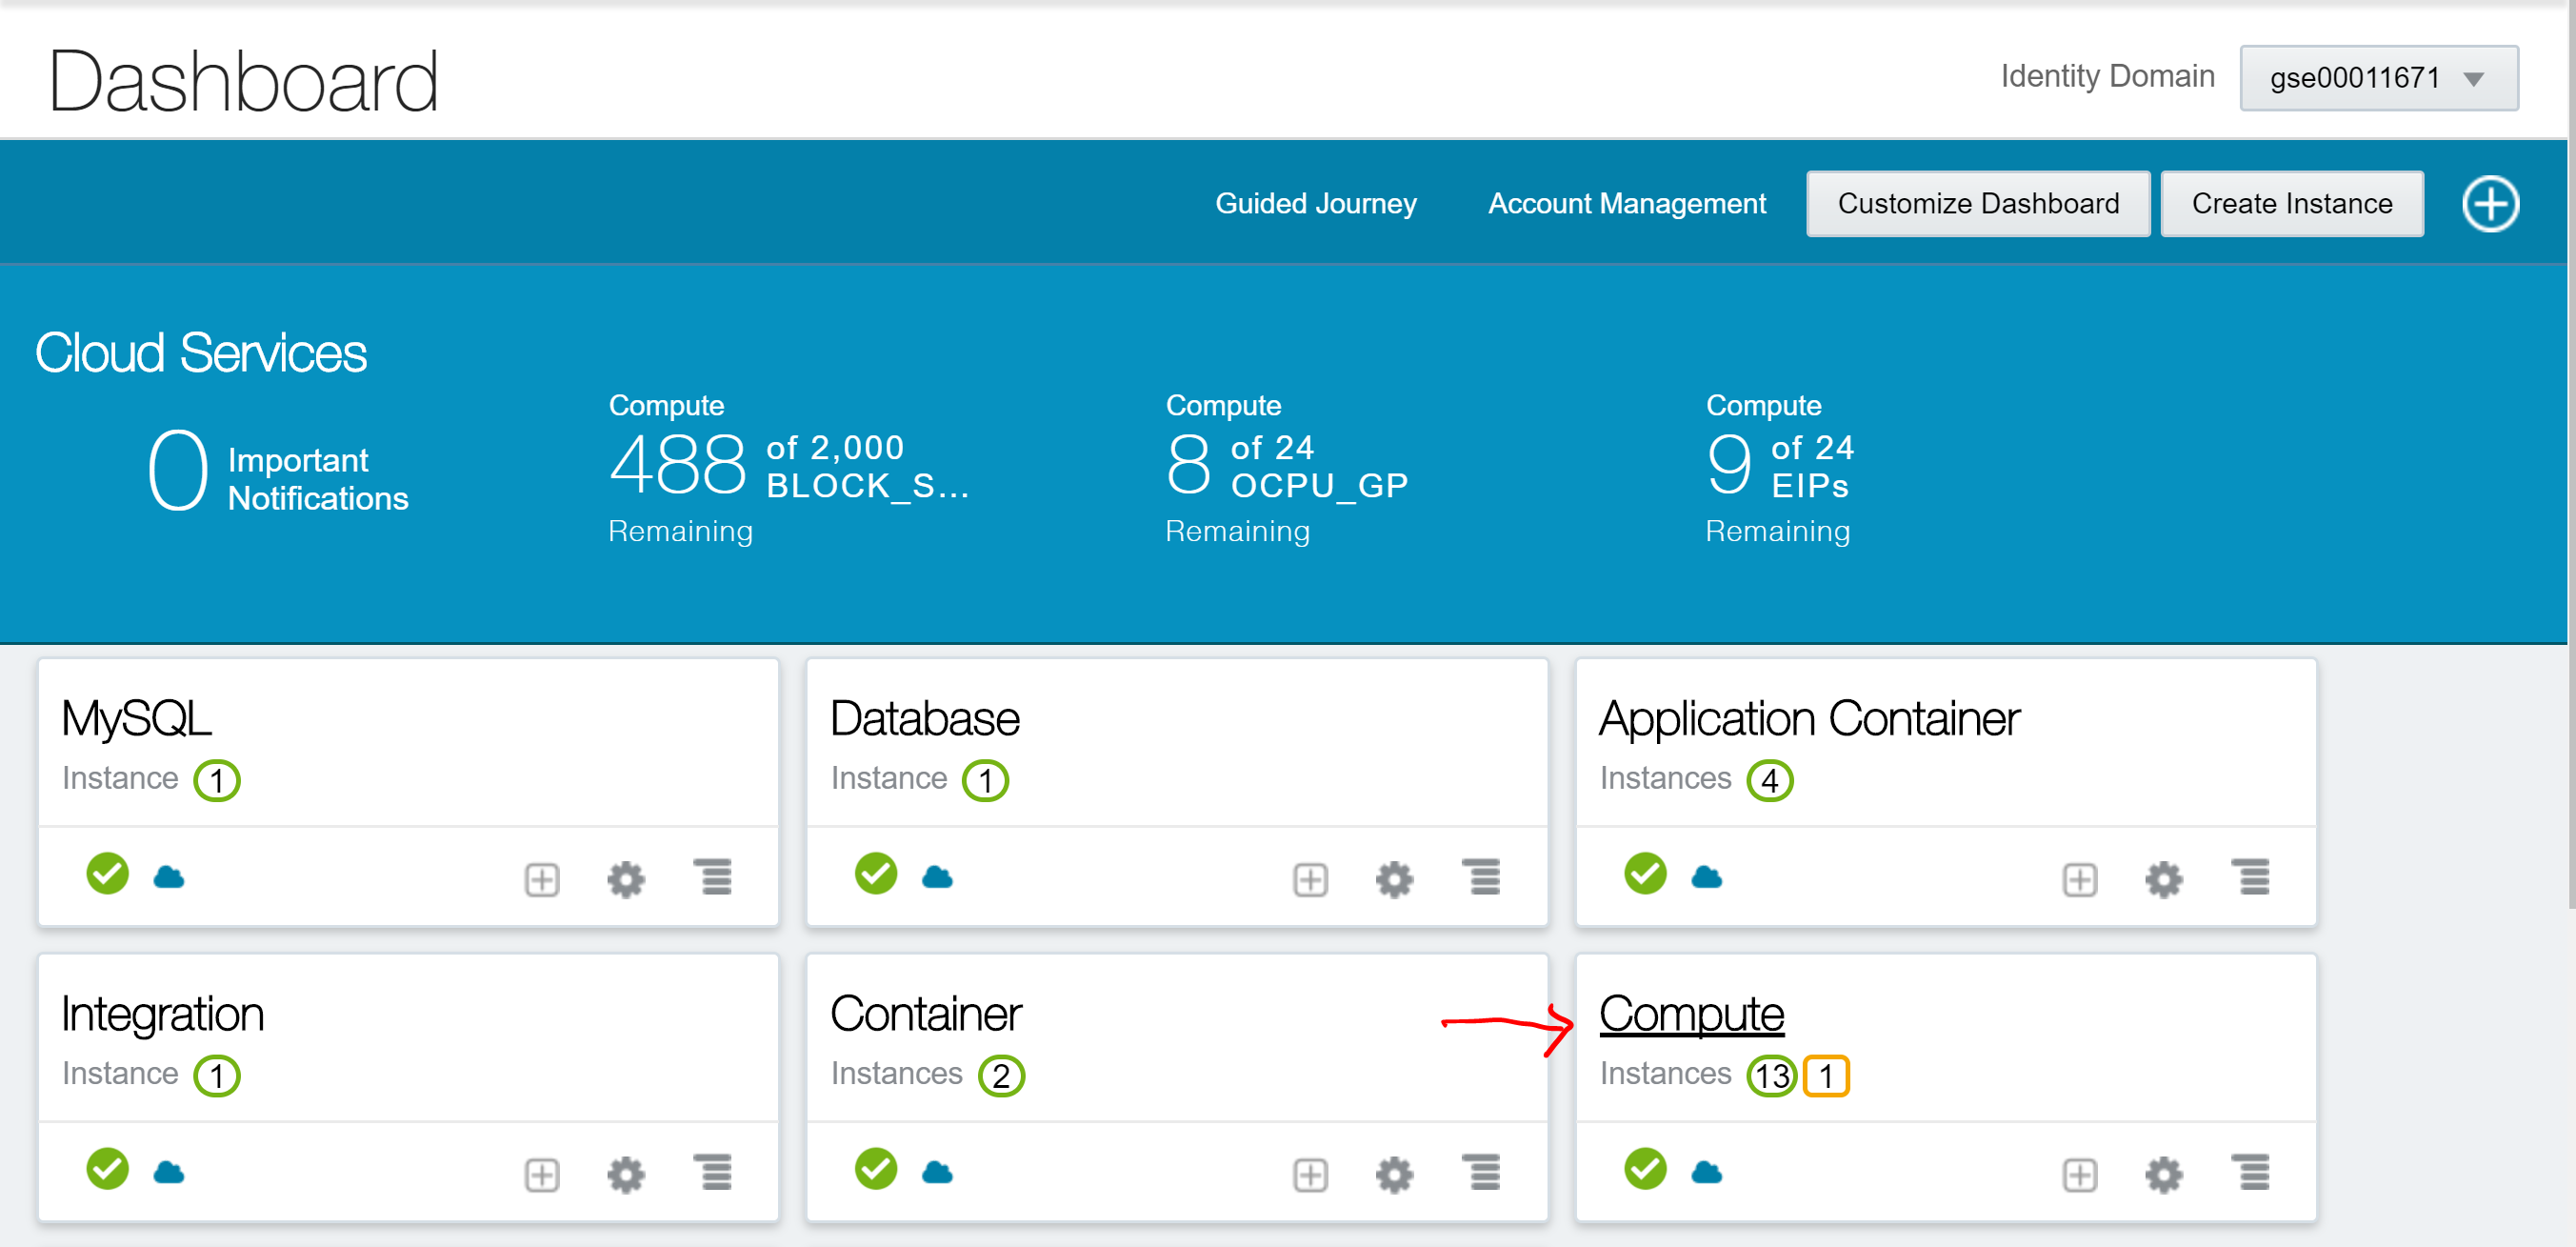 Dashboard
Identity Domain
gse00011671
Guided Journey
Account Management
Customize Dashboard
Create Instance
Cloud Services
0 Important
Notifications
Compute
488 of 2,000
BLOCK_S...
Remaining
Compute
8 of 24
OCPU_GP
Remaining
Compute
9 of 24
EIPs
Remaining
MySQL
Instance 1
Database
Instance 1
Application Container
Instances 4
Integration
Instance 1
Container
Instances 2
Compute
Instances 13 1